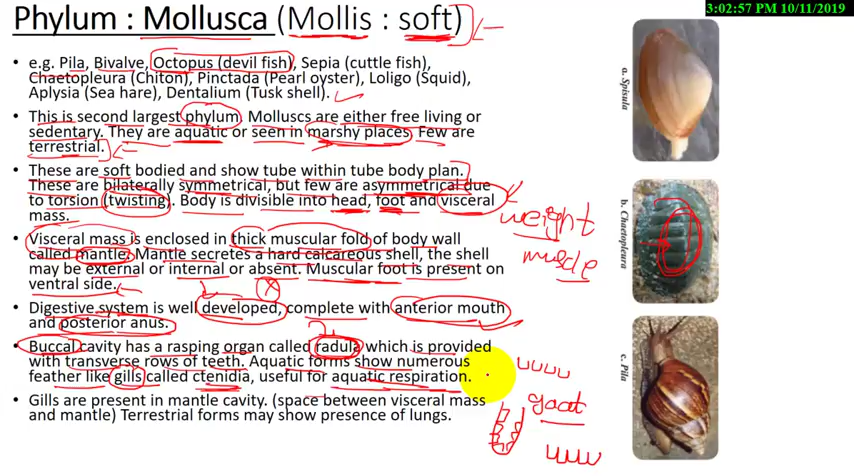 3:02:57 PM 10/11/2019
Phylum : Mollusca (Mollis : soft)
• e.g. Pila, Bivalve, Octopus (devil fish), Sepia (cuttle fish),
Chaetopleura (Chiton), Pinctada (Pearl oyster), Loligo (Squid),
Aplysia (Sea hare), Dentalium (Tusk shell).
• This is second largest phylum. Molluscs are either free living or
sedentary. They are aquatic or seen in marshy places. Few are
terrestrial.
• These are soft bodied and show tube within tube body plan.
These are bilaterally symmetrical, but few are asymmetrical due
to torsion (twisting). Body is divisible into head, foot and visceral
mass.
• Visceral mass is enclosed in thick muscular fold of body wall
called mantle. Mantle secretes a hard calcareous shell, the shell
may be external or internal or absent. Muscular foot is present on
ventral side.
• Digestive system is well developed, complete with anterior mouth
and posterior anus.
• Buccal cavity has a rasping organ called radula which is provided
with transverse rows of teeth. Aquatic forms show numerous
feather like gills called ctenidia, useful for aquatic respiration.
• Gills are present in mantle cavity. (space between visceral mass
and mantle) Terrestrial forms may show presence of lungs.
weight
muscle
goat
a. Spisula
b. Chaetopleura
c. Pila